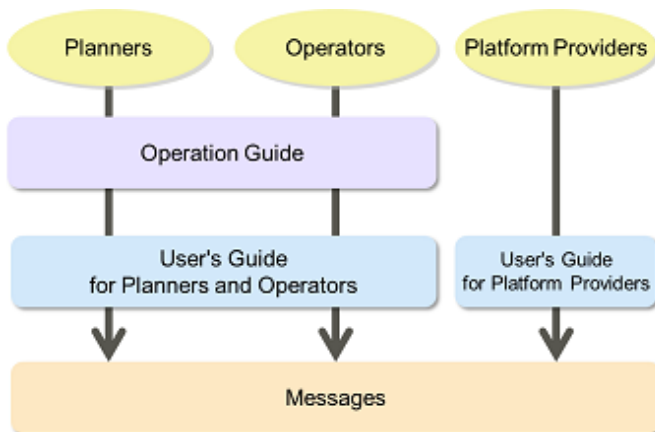 Planners
Operators
Platform Providers
Operation Guide
User's Guide
for Planners and Operators
User's Guide
for Platform Providers
Messages